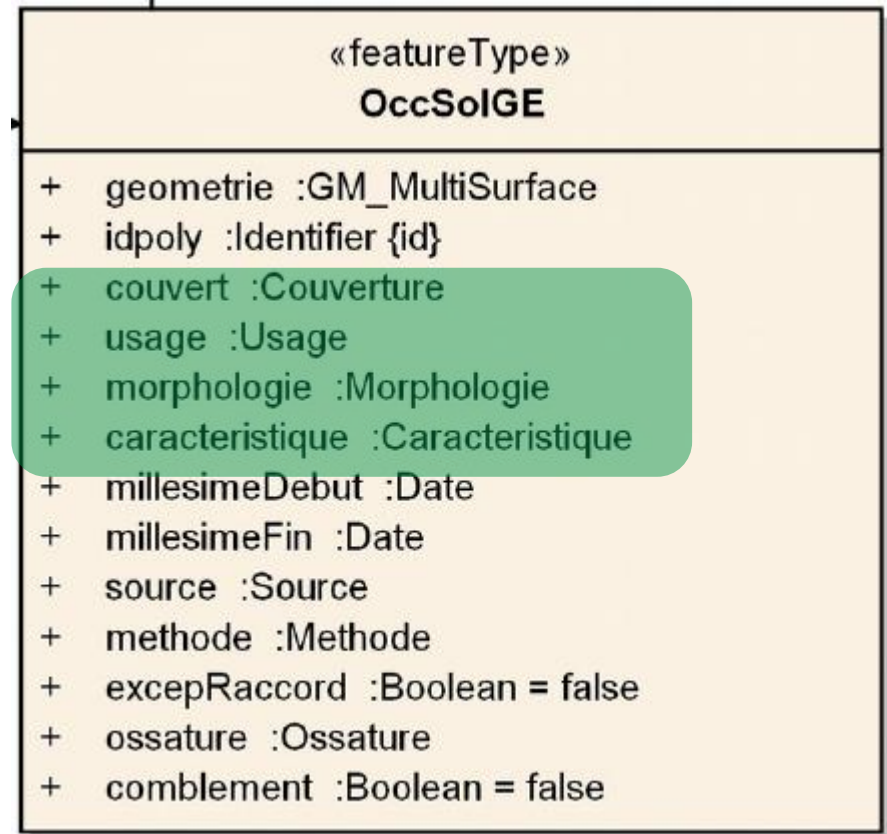 «featureType»
OccSolGE
+ geometrie :GM_MultiSurface
+ idpoly :Identifier {id}
+ couvert :Couverture
+ usage :Usage
+ morphologie :Morphologie
+ caracteristique :Caracteristique
+ millesimeDebut :Date
+ millesimeFin :Date
+ source :Source
+ methode :Methode
+ excepRaccord :Boolean = false
+ ossature :Ossature
+ comblement :Boolean = false